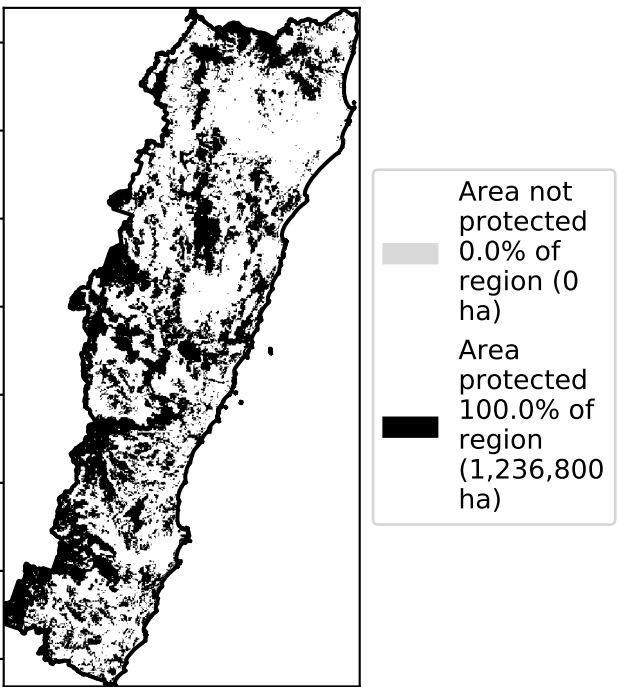 Area not
protected
0.0% of
region (0
ha)
Area
protected
100.0% of
region
(1,236,800
ha)